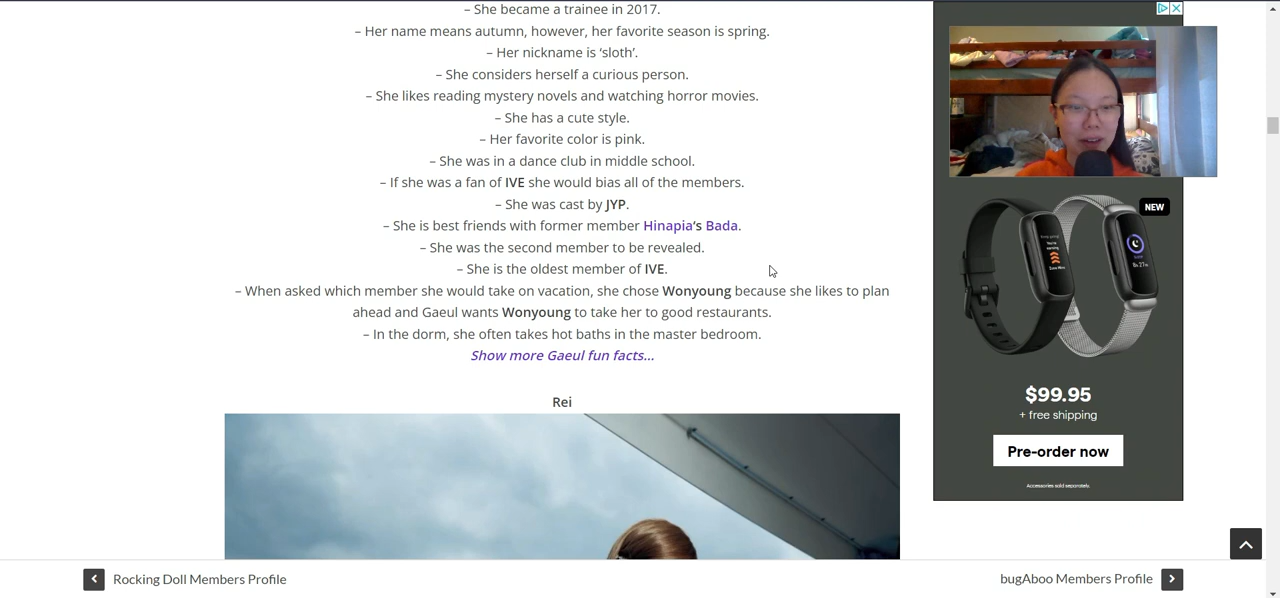 – She became a trainee in 2017.
– Her name means autumn, however, her favorite season is spring.
– Her nickname is ‘sloth’.
– She considers herself a curious person.
– She likes reading mystery novels and watching horror movies.
– She has a cute style.
– Her favorite color is pink.
– She was in a dance club in middle school.
– If she was a fan of IVE she would bias all of the members.
– She was cast by JYP.
– She is best friends with former member Hinapia‘s Bada.
– She was the second member to be revealed.
– She is the oldest member of IVE.
– When asked which member she would take on vacation, she chose Wonyoung because she likes to plan
ahead and Gaeul wants Wonyoung to take her to good restaurants.
– In the dorm, she often takes hot baths in the master bedroom.
Show more Gaeul fun facts…
Rei
NEW
$99.95
+ free shipping
Pre-order now
Accessories sold separately.
Rocking Doll Members Profile
bugAboo Members Profile